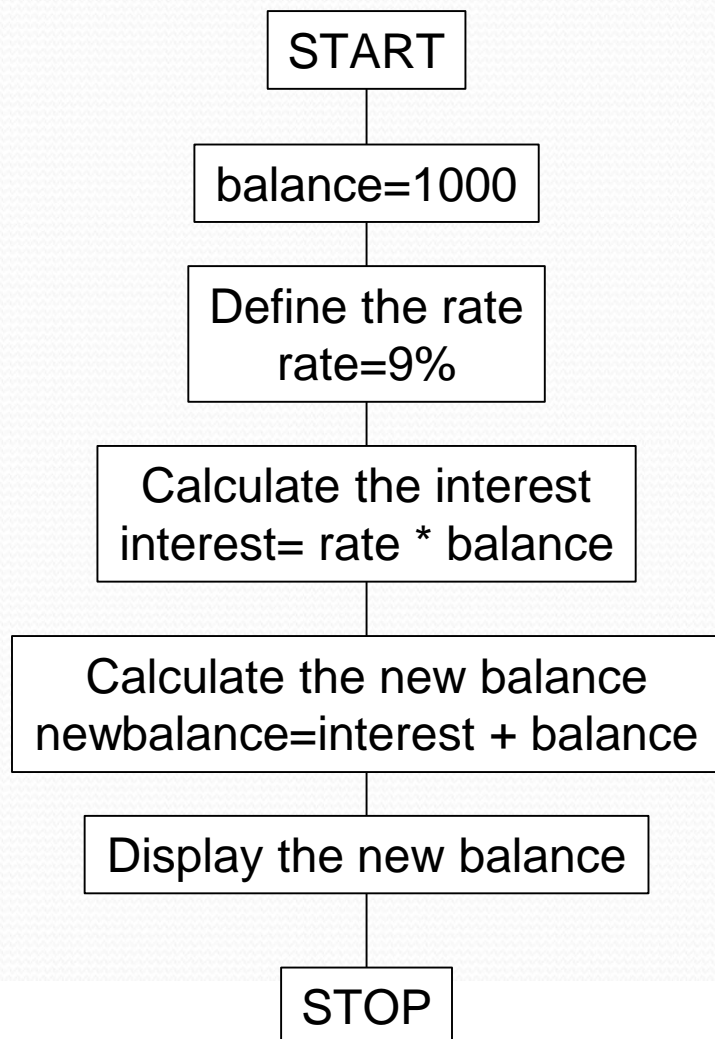 START
balance=1000
Define the rate
rate=9%
Calculate the interest
interest= rate * balance
Calculate the new balance
newbalance=interest + balance
Display the new balance
STOP